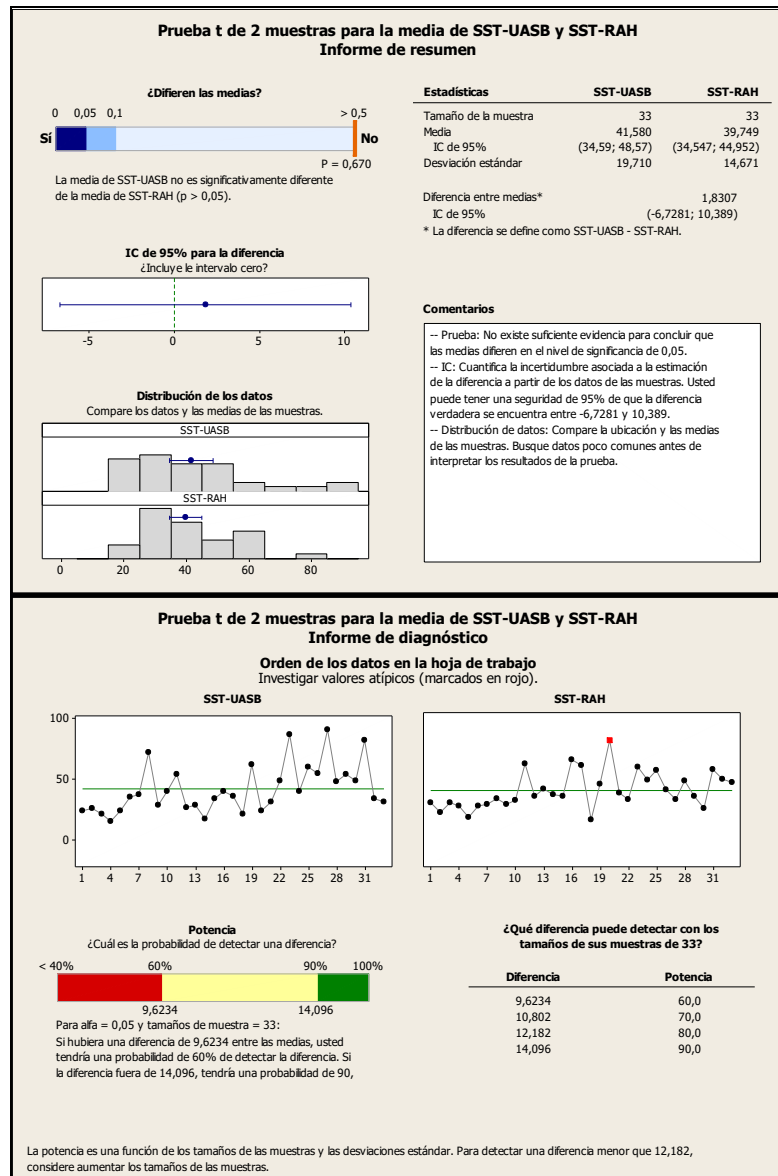 Prueba t de 2 muestras para la media de SST-UASB y SST-RAH
Informe de resumen
¿Difieren las medias?
0 0,05 0,1 > 0,5
Sí No
P = 0,670
La media de SST-UASB no es significativamente diferente
de la media de SST-RAH (p > 0,05).
Estadísticas SST-UASB SST-RAH
Tamaño de la muestra 33 33
Media 41,580 39,749
IC de 95% (34,59; 48,57) (34,547; 44,952)
Desviación estándar 19,710 14,671
Diferencia entre medias* 1,8307
IC de 95% (-6,7281; 10,389)
* La diferencia se define como SST-UASB - SST-RAH.
IC de 95% para la diferencia
¿Incluye le intervalo cero?
-5 0 5 10
Distribución de los datos
Compare los datos y las medias de las muestras.
SST-UASB
SST-RAH
0 20 40 60 80
Comentarios
-- Prueba: No existe suficiente evidencia para concluir que
las medias difieren en el nivel de significancia de 0,05.
-- IC: Cuantifica la incertidumbre asociada a la estimación
de la diferencia a partir de los datos de las muestras. Usted
puede tener una seguridad de 95% de que la diferencia
verdadera se encuentra entre -6,7281 y 10,389.
-- Distribución de datos: Compare la ubicación y las medias
de las muestras. Busque datos poco comunes antes de
interpretar los resultados de la prueba.
Prueba t de 2 muestras para la media de SST-UASB y SST-RAH
Informe de diagnóstico
Orden de los datos en la hoja de trabajo
Investigar valores atípicos (marcados en rojo).
SST-UASB
100
50
0
1 4 7 10 13 16 19 22 25 28 31
SST-RAH
1 4 7 10 13 16 19 22 25 28 31
Potencia
¿Cuál es la probabilidad de detectar una diferencia?
< 40% 60% 90% 100%
9,6234 14,096
Para alfa = 0,05 y tamaños de muestra = 33:
Si hubiera una diferencia de 9,6234 entre las medias, usted
tendría una probabilidad de 60% de detectar la diferencia. Si
la diferencia fuera de 14,096, tendría una probabilidad de 90,
¿Qué diferencia puede detectar con los
tamaños de sus muestras de 33?
Diferencia Potencia
9,6234 60,0
10,802 70,0
12,182 80,0
14,096 90,0
La potencia es una función de los tamaños de las muestras y las desviaciones estándar. Para detectar una diferencia menor que 12,182,
considere aumentar los tamaños de las muestras.